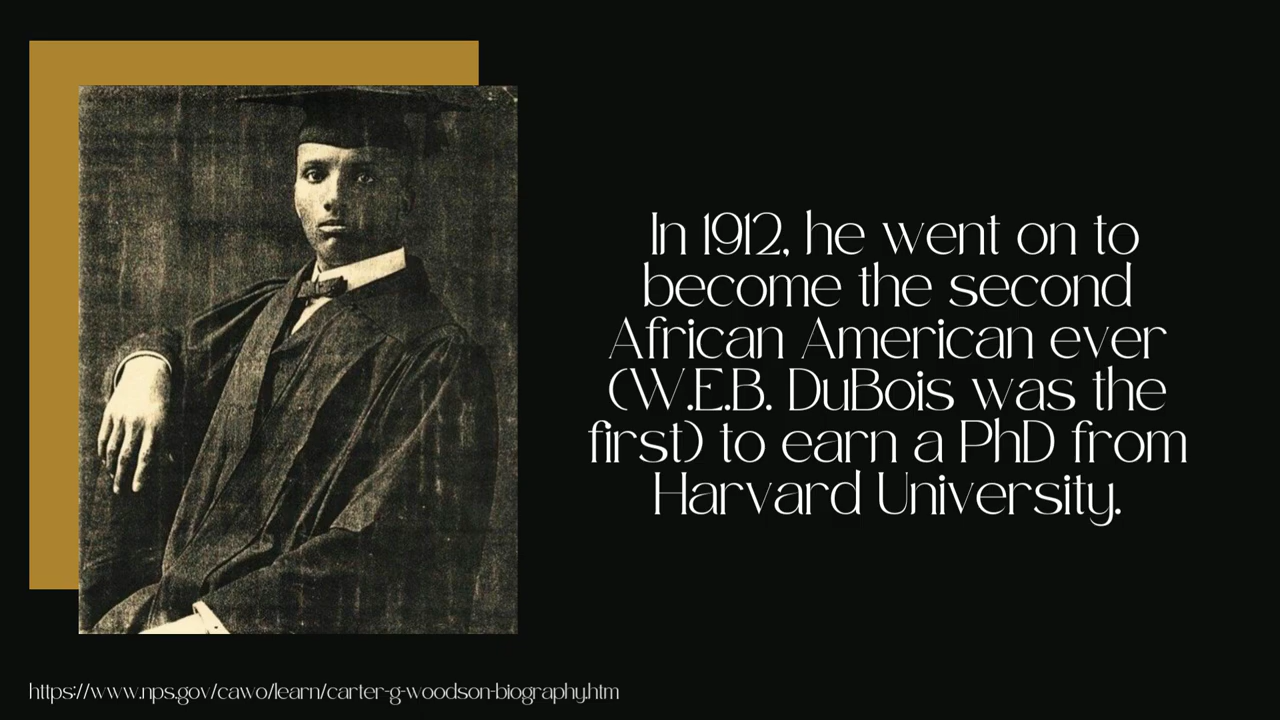 In 1912, he went on to
become the second
African American ever
(W.E.B. DuBois was the
first) to earn a PhD from
Harvard University.
https://www.nps.gov/cawo/learn/carter-g-woodson-biography.htm